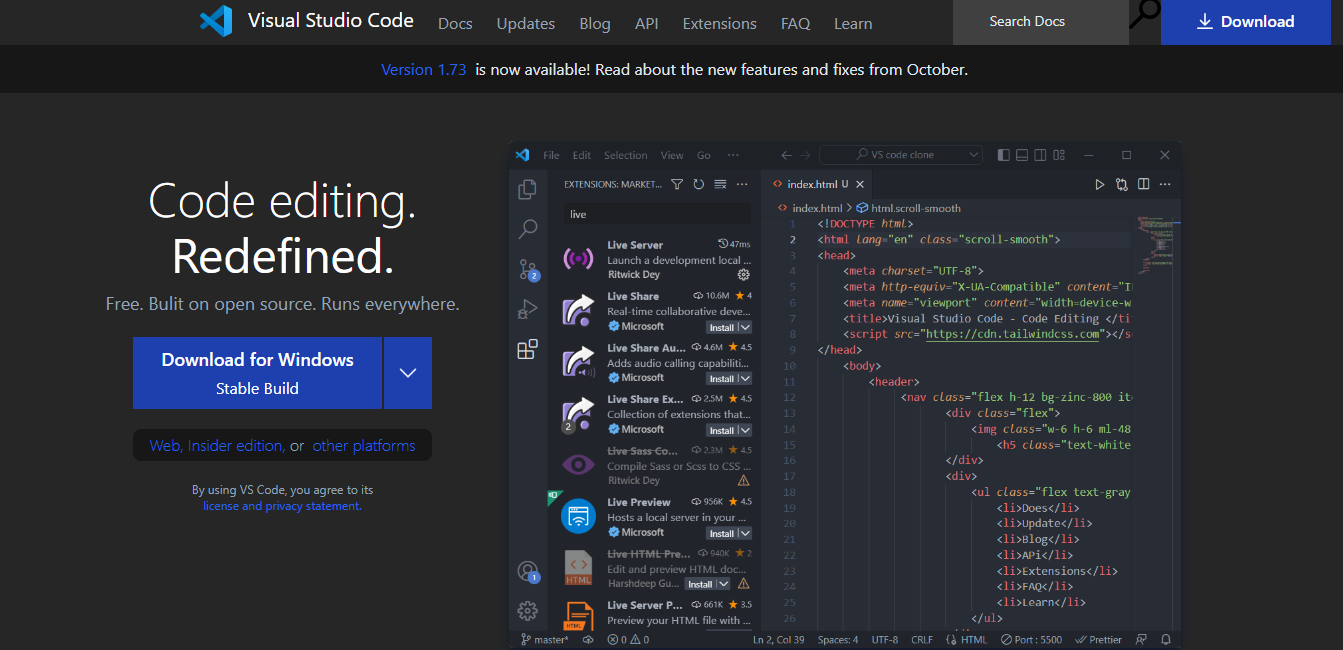 Visual Studio Code Docs Updates Blog API Extensions FAQ Learn Search Docs Download
Version 1.73 is now available! Read about the new features and fixes from October.
Code editing.
Redefined.
Free. Bulit on open source. Runs everywhere.
Download for Windows
Stable Build
Web, Insider edition, or other platforms
By using VS Code, you agree to its
license and privacy statement.
File Edit Selection View Go ··· VS code clone
EXTENSIONS: MARKET...
live
Live Server 47ms
Launch a development local ...
Ritwick Dey
Live Share 10.6M ★ 4
Real-time collaborative deve...
Microsoft Install
Live Share Au... 4.6M ★ 4.5
Adds audio calling capabiliti...
Microsoft Install
Live Share Ex... 2.5M ★ 4.5
Collection of extensions that...
2 Microsoft Install
Live Sass Co... 2.3M ★ 4.5
Compile Sass or Scss to CSS ...
Ritwick Dey
Live Preview 956K ★ 4.5
Hosts a local server in your ...
Microsoft Install
Live HTML Pre... 940K ★ 2
Edit and preview HTML doc...
HTML Harshdeep Gu... Install
Live Server P... 661K ★ 3.5
Preview your HTML file with ...
HTML
2
1
index.html U
index.html > html.scroll-smooth
1 <!DOCTYPE html>
2 <html lang="en" class="scroll-smooth">
3 <head>
4 <meta charset="UTF-8">
5 <meta http-equiv="X-UA-Compatible" content="I
6 <meta name="viewport" content="width=device-w
7 <title>Visual Studio Code - Code Editing </ti
8 <script src="https://cdn.tailwindcss.com"></s
9 </head>
10 <body>
11 <header>
12 <nav class="flex h-12 bg-zinc-800 ite
13 <div class="flex">
14 <img class="w-6 h-6 ml-48
15 <h5 class="text-white
16 </div>
17 <div>
18 <ul class="flex text-gray
19 <li>Does</li>
20 <li>Update</li>
21 <li>Blog</li>
22 <li>APi</li>
23 <li>Extensions</li>
24 <li>FAQ</li>
25 <li>Learn</li>
26 </ul>
master* 0 0 Ln 2, Col 39 Spaces: 4 UTF-8 CRLF HTML Port : 5500 Prettier